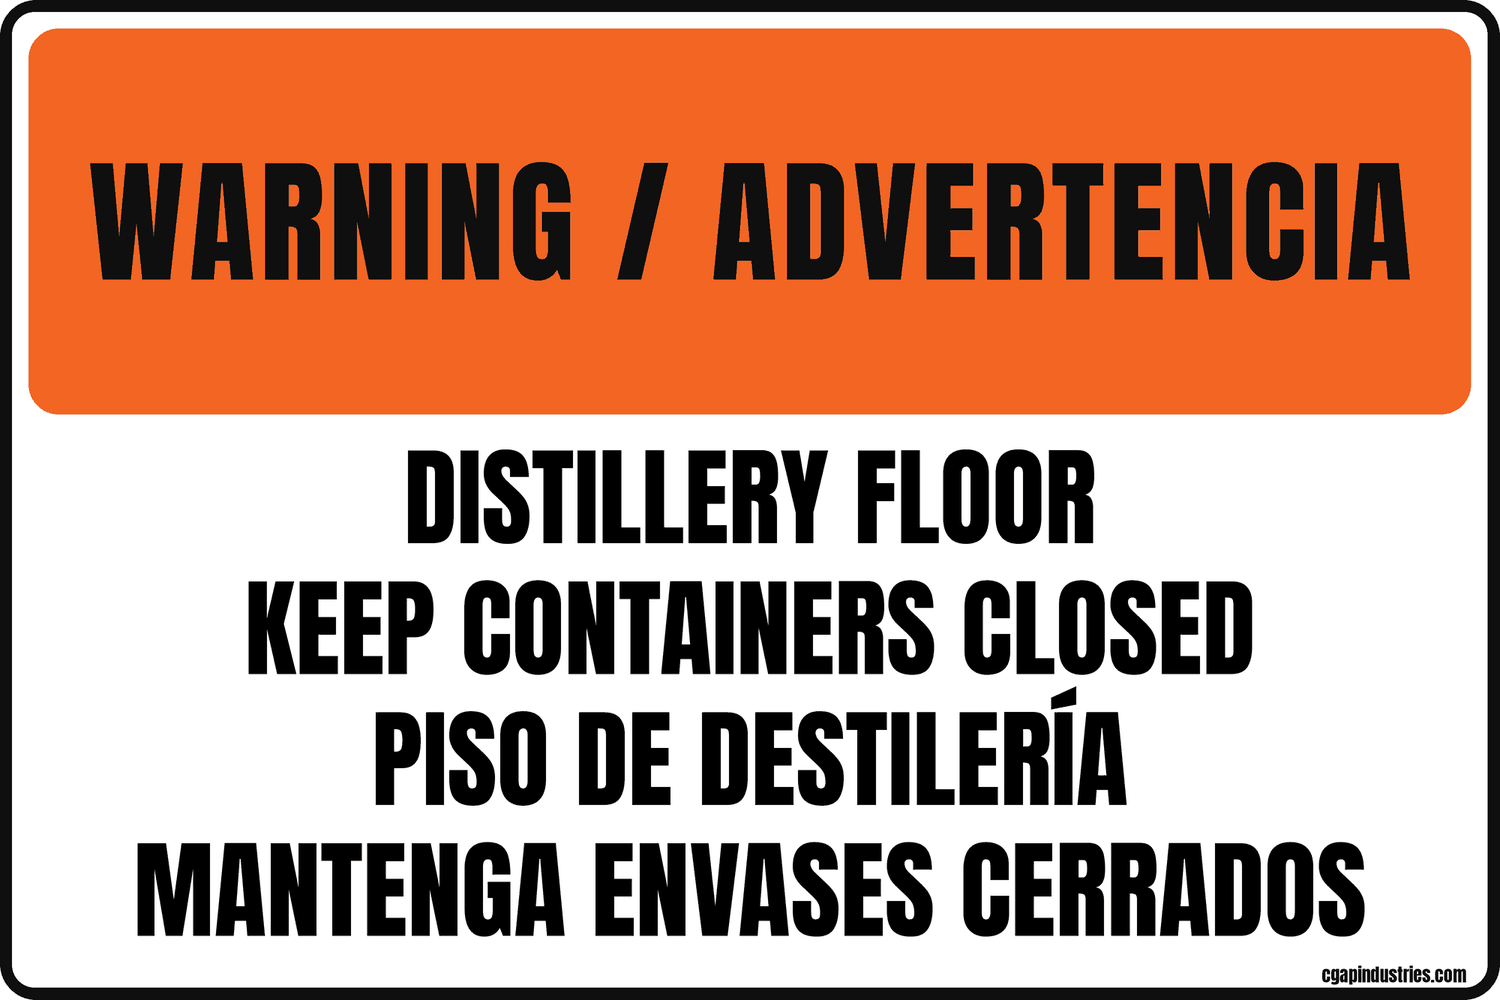 WARNING / ADVERTENCIA
DISTILLERY FLOOR
KEEP CONTAINERS CLOSED
PISO DE DESTILERÍA
MANTENGA ENVASES CERRADOS
cgapindustries.com